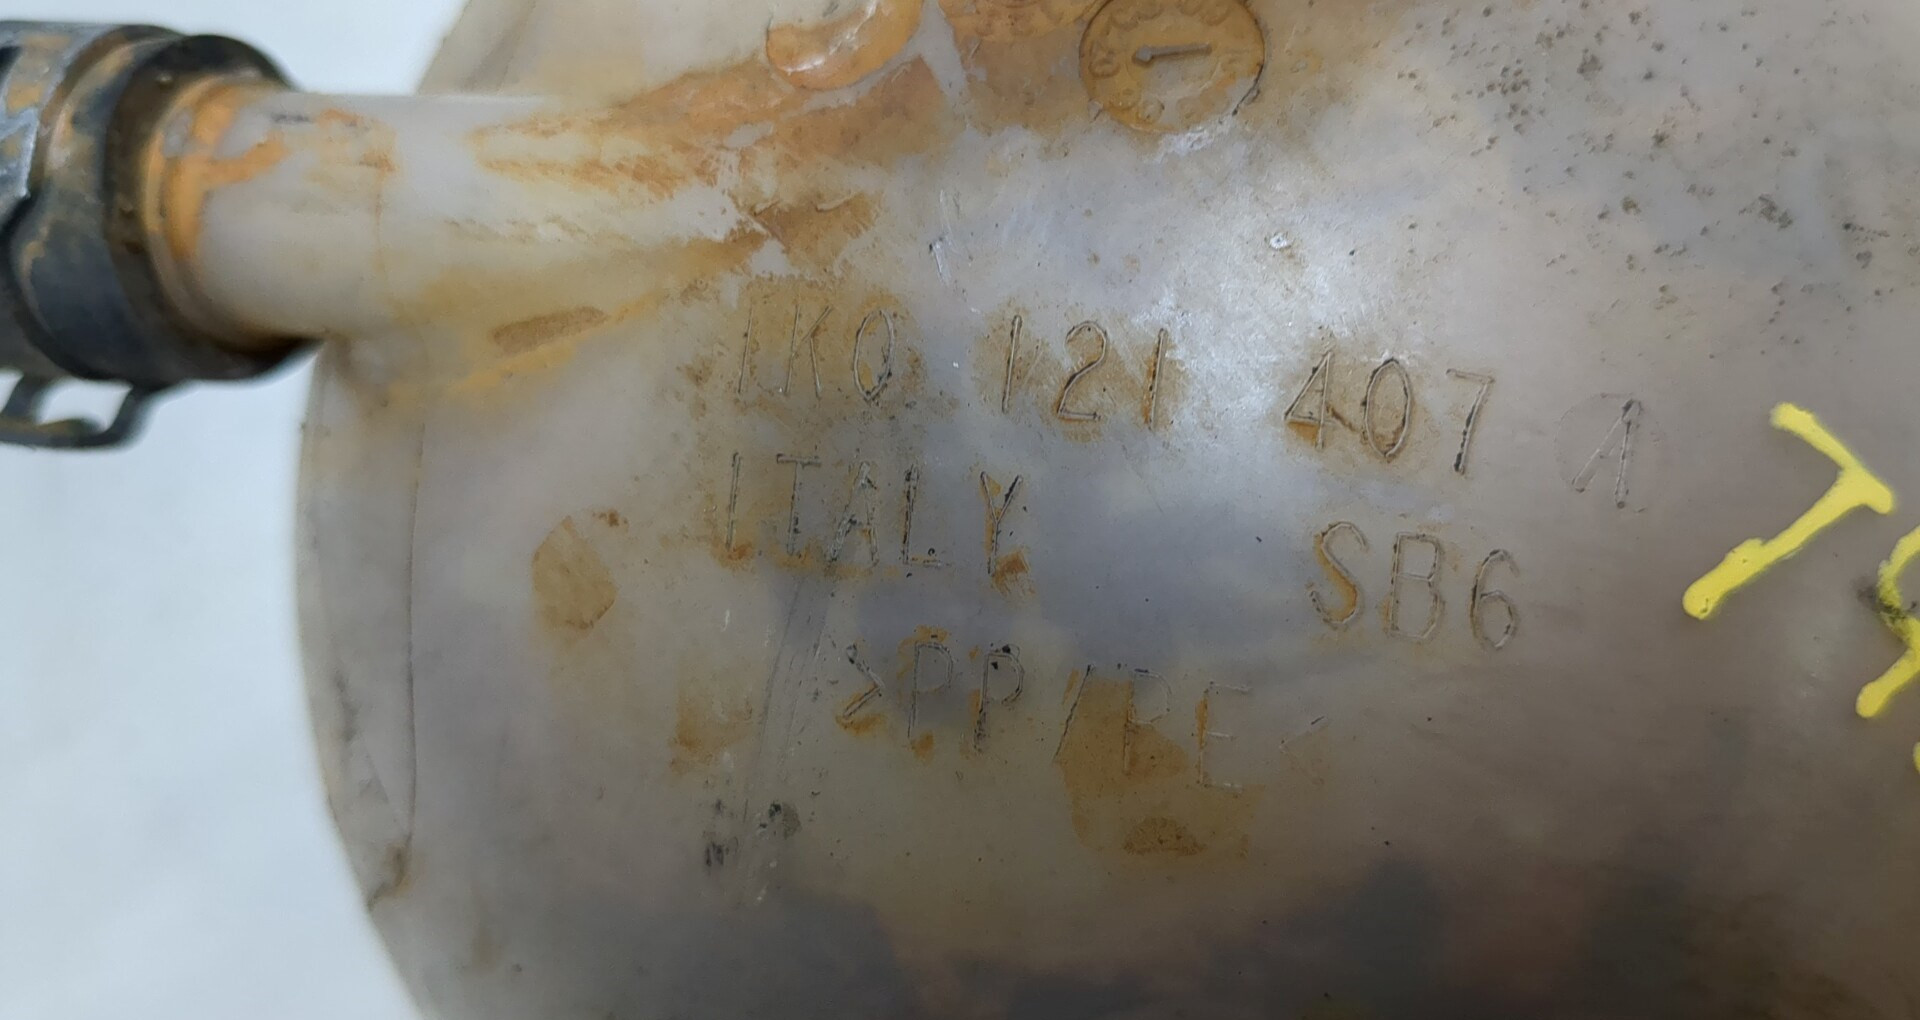 1K0 121 407 A
ITALY SB6
>PP/PE<